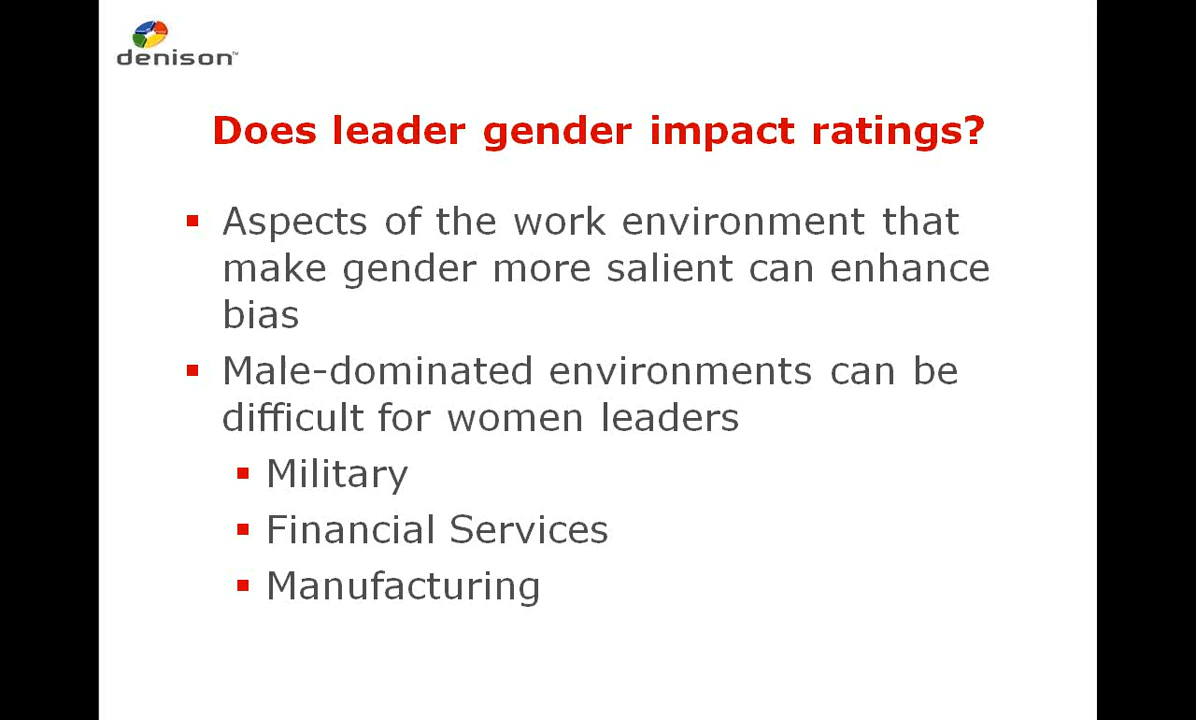 denison™
Does leader gender impact ratings?
▪ Aspects of the work environment that
make gender more salient can enhance
bias
▪ Male-dominated environments can be
difficult for women leaders
▪ Military
▪ Financial Services
▪ Manufacturing